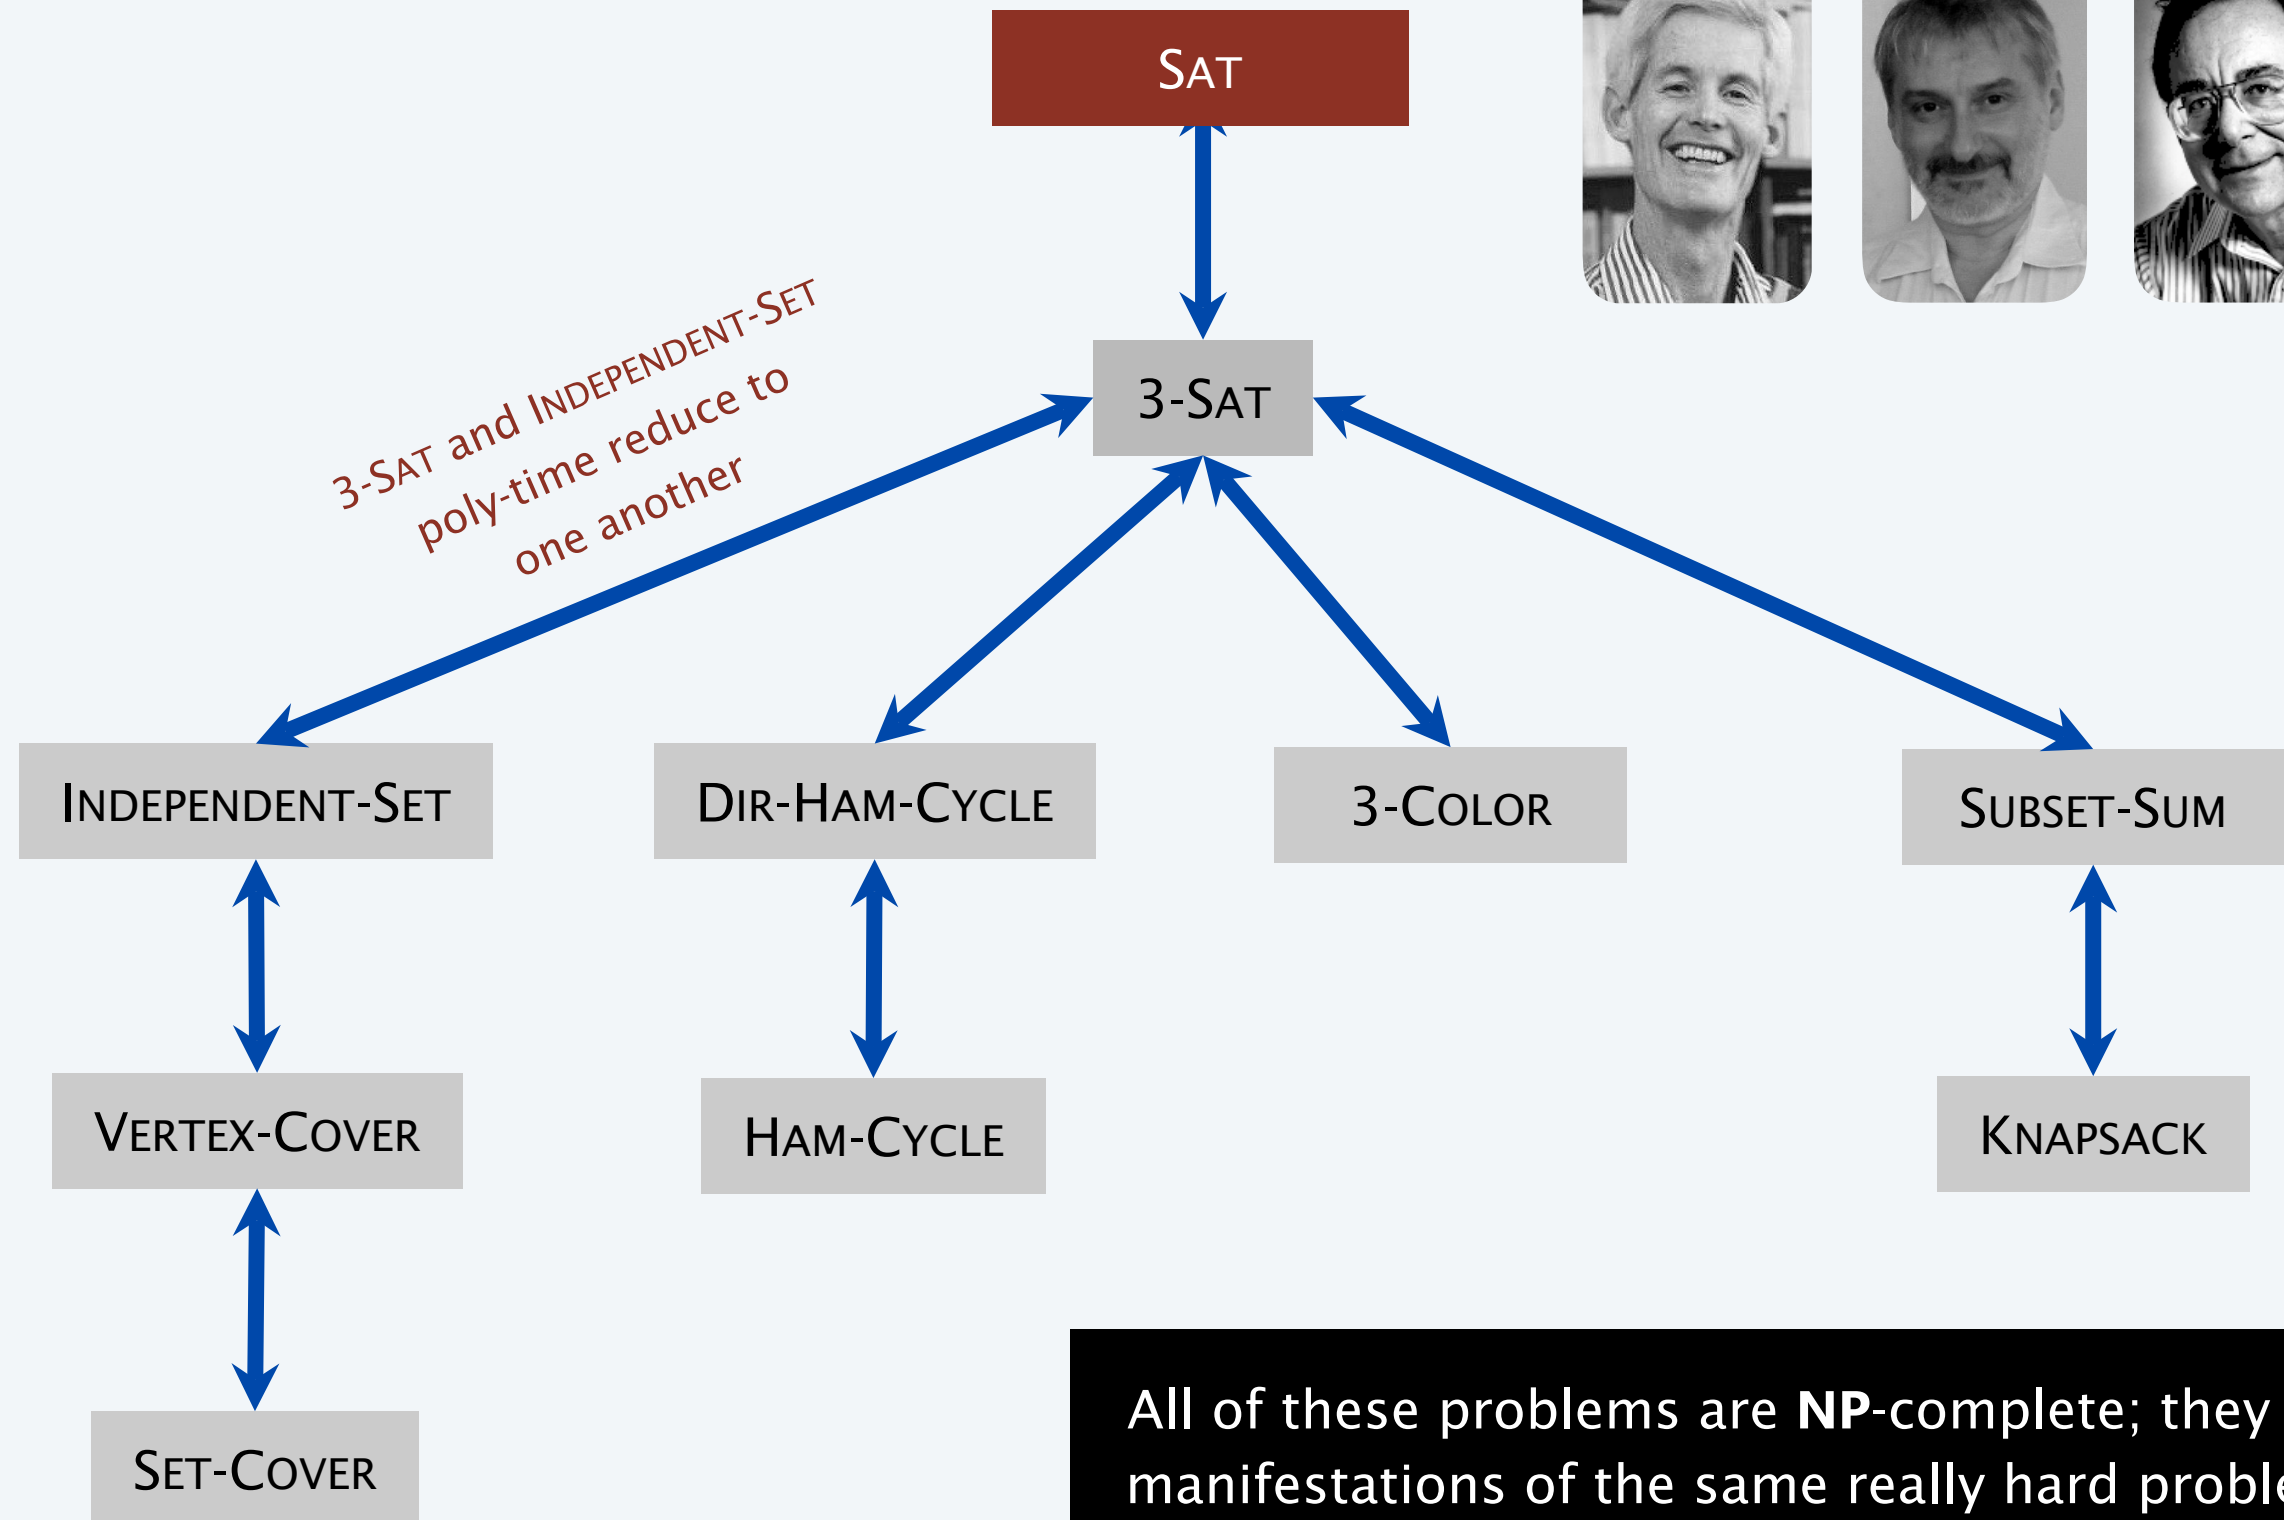 SAT
3-SAT and INDEPENDENT-SET
poly-time reduce to
one another
3-SAT
INDEPENDENT-SET
DIR-HAM-CYCLE
3-COLOR
SUBSET-SUM
VERTEX-COVER
HAM-CYCLE
KNAPSACK
SET-COVER
All of these problems are NP-complete; they
manifestations of the same really hard